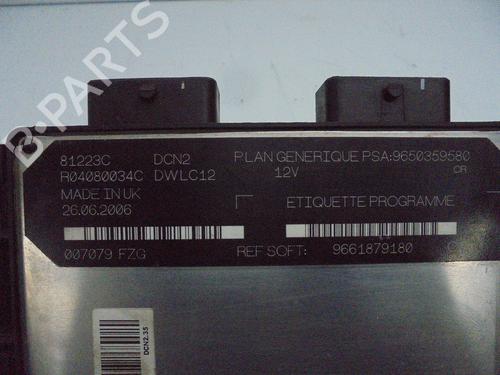 B-PARTS
81223C DCN2 PLAN GENERIQUE PSA:9650359580
R04080034C DWLC12 12V OR
MADE IN UK
26.06.2006 ETIQUETTE PROGRAMME
007079 FZG REF SOFT: 9661879180
DCN2.35